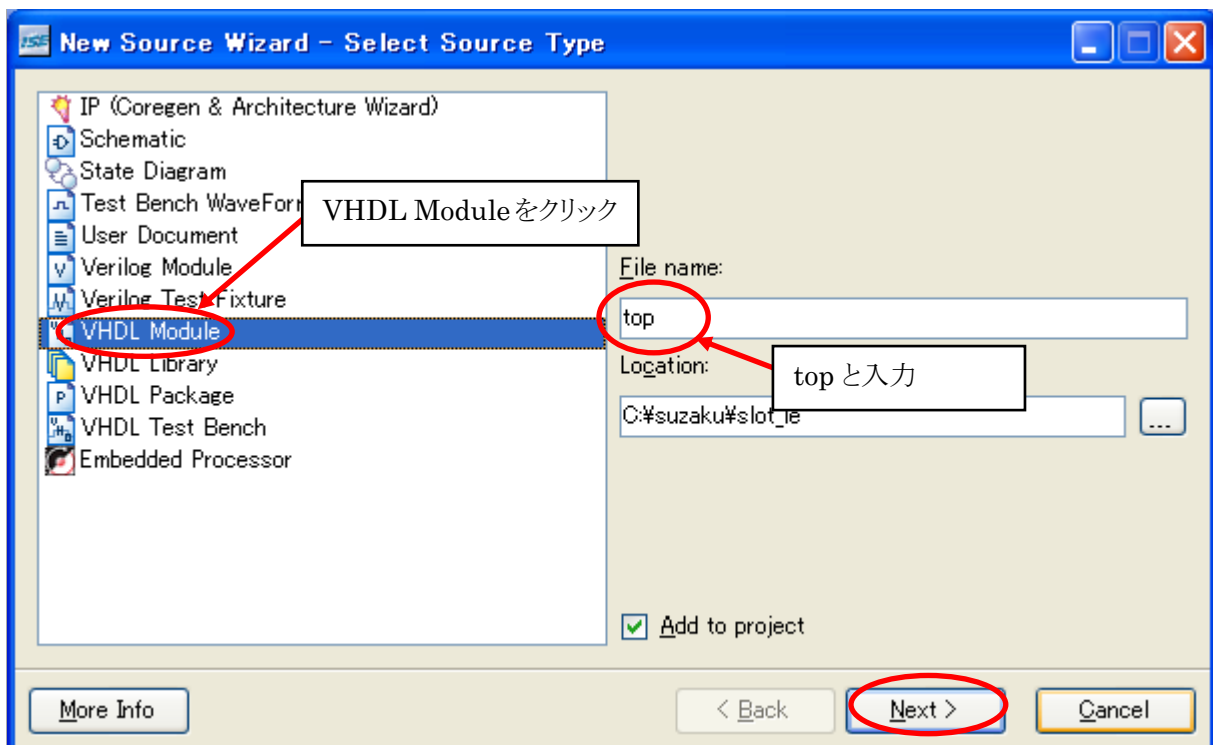 ISE New Source Wizard - Select Source Type
IP (Coregen & Architecture Wizard)
Schematic
State Diagram
Test Bench WaveForm
User Document
Verilog Module
Verilog Test Fixture
VHDL Module
VHDL Library
VHDL Package
VHDL Test Bench
Embedded Processor
VHDL Moduleをクリック
File name:
top
Location:
topと入力
C:¥suzaku¥slot_ie
...
Add to project
More Info
< Back
Next >
Cancel